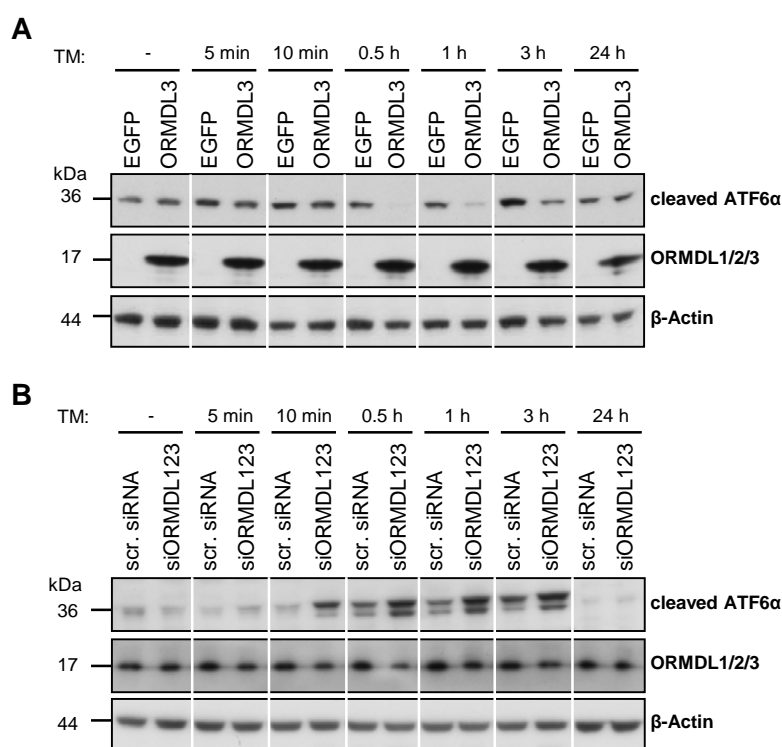 A
TM: - 5 min 10 min 0.5 h 1 h 3 h 24 h
EGFP ORMDL3 EGFP ORMDL3 EGFP ORMDL3 EGFP ORMDL3 EGFP ORMDL3 EGFP ORMDL3 EGFP ORMDL3
kDa
36 cleaved ATF6α
17 ORMDL1/2/3
44 β-Actin
B
TM: - 5 min 10 min 0.5 h 1 h 3 h 24 h
scr. siRNA siORMDL123 scr. siRNA siORMDL123 scr. siRNA siORMDL123 scr. siRNA siORMDL123 scr. siRNA siORMDL123 scr. siRNA siORMDL123 scr. siRNA siORMDL123
kDa
36 cleaved ATF6α
17 ORMDL1/2/3
44 β-Actin